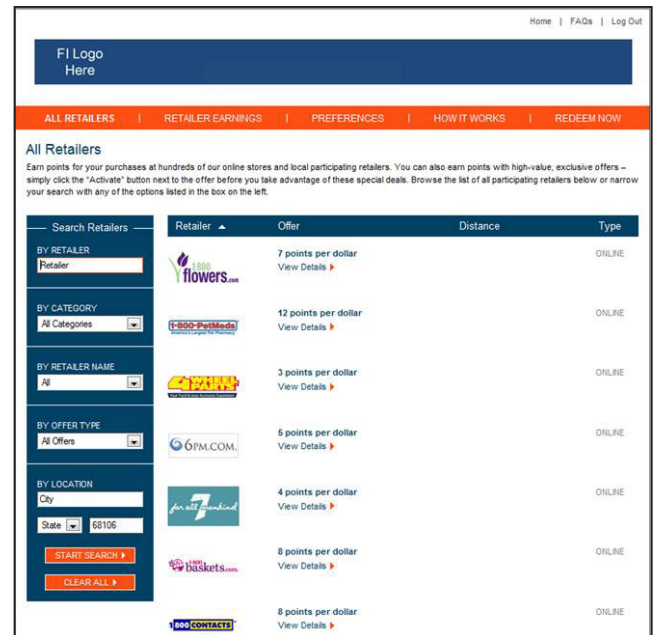 Home | FAQs | Log Out
FI Logo
Here
ALL RETAILERS | RETAILER EARNINGS | PREFERENCES | HOW IT WORKS | REDEEM NOW
All Retailers
Earn points for your purchases at hundreds of our online stores and local participating retailers. You can also earn points with high-value, exclusive offers –
simply click the "Activate" button next to the offer before you take advantage of these special deals. Browse the list of all participating retailers below or narrow
your search with any of the options listed in the box on the left.
Search Retailers
BY RETAILER
Retailer
BY CATEGORY
All Categories
BY RETAILER NAME
All
BY OFFER TYPE
All Offers
BY LOCATION
City
State 68106
START SEARCH
CLEAR ALL
Retailer Offer Distance Type
1800 flowers.com
7 points per dollar ONLINE
View Details
1-800-PetMeds
America's Largest Pet Pharmacy
12 points per dollar ONLINE
View Details
4 WHEEL PARTS
3 points per dollar ONLINE
View Details
6PM.COM
5 points per dollar ONLINE
View Details
for all 7 mankind
4 points per dollar ONLINE
View Details
1800 baskets.com
8 points per dollar ONLINE
View Details
1 800 CONTACTS
8 points per dollar ONLINE
View Details